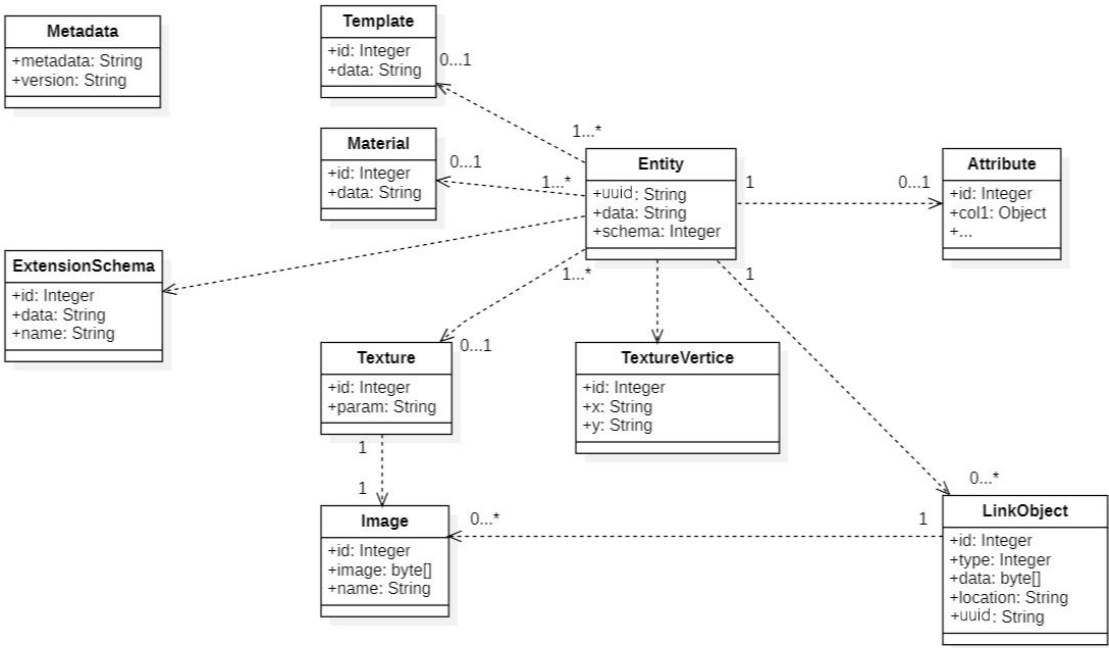 Metadata
+metadata: String
+version: String
Template
+id: Integer
+data: String
0...1
1...*
Material
+id: Integer
+data: String
0...1
1...*
Entity
+uuid: String
+data: String
+schema: Integer
1
0...1
Attribute
+id: Integer
+col1: Object
+...
ExtensionSchema
+id: Integer
+data: String
+name: String
1...*
1
0...1
Texture
+id: Integer
+param: String
TextureVertice
+id: Integer
+x: String
+y: String
1
1
0...*
Image
+id: Integer
+image: byte[]
+name: String
0...*
1
LinkObject
+id: Integer
+type: Integer
+data: byte[]
+location: String
+uuid: String